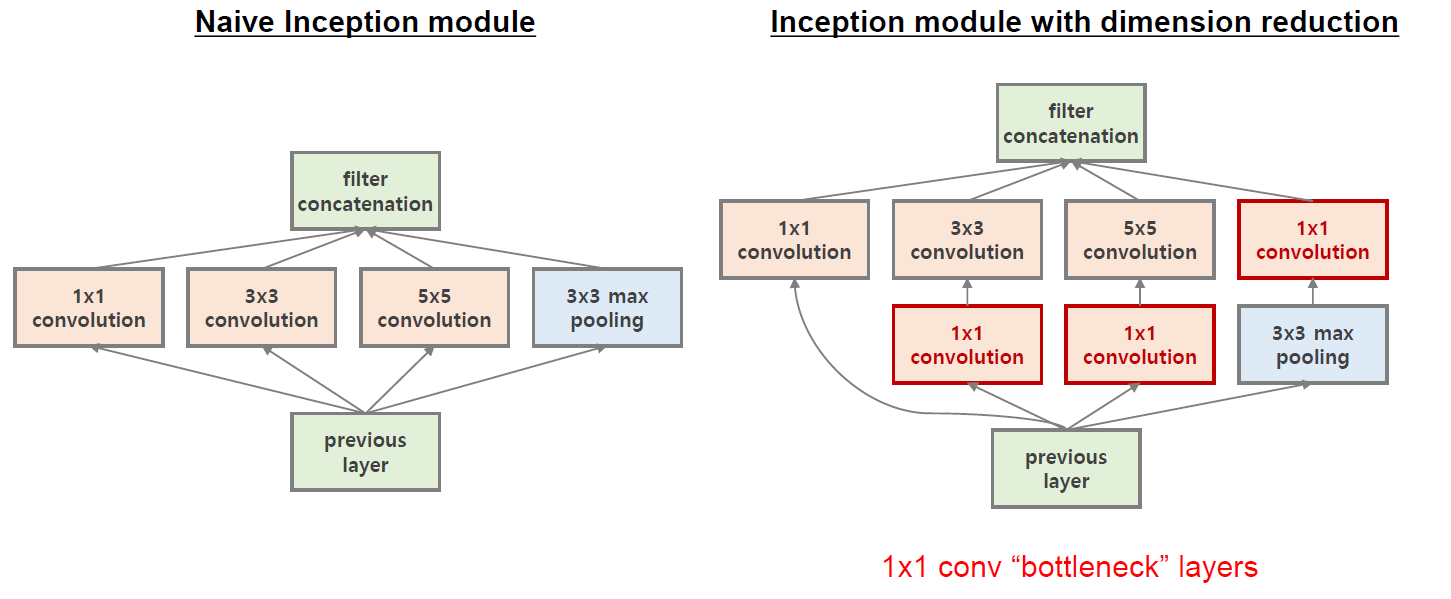 Naive Inception module
filter
concatenation
1x1
convolution
3x3
convolution
5x5
convolution
3x3 max
pooling
previous
layer
Inception module with dimension reduction
filter
concatenation
1x1
convolution
3x3
convolution
5x5
convolution
1x1
convolution
1x1
convolution
1x1
convolution
3x3 max
pooling
previous
layer
1x1 conv “bottleneck” layers